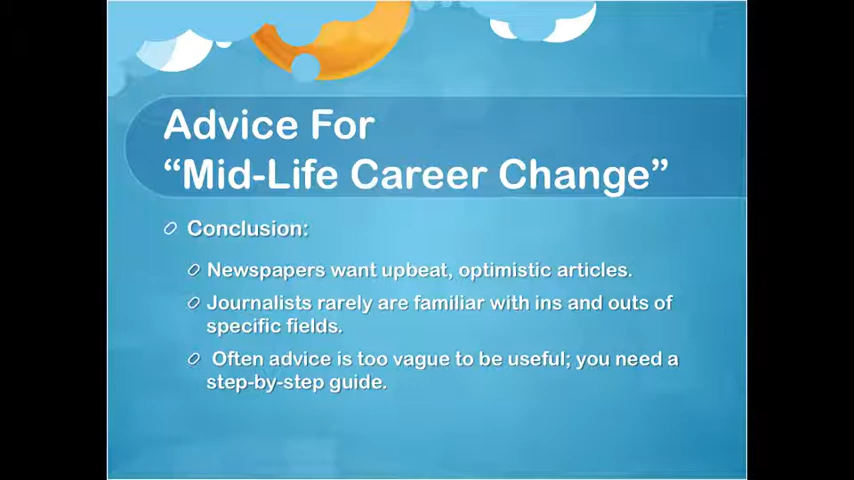 Advice For
“Mid-Life Career Change”
Conclusion:
Newspapers want upbeat, optimistic articles.
Journalists rarely are familiar with ins and outs of
specific fields.
Often advice is too vague to be useful; you need a
step-by-step guide.